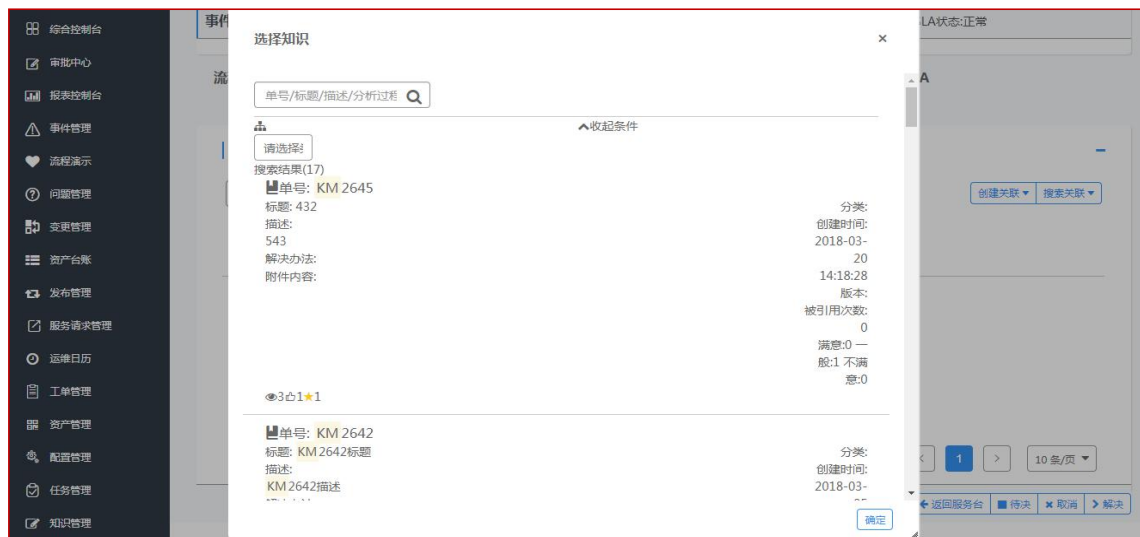 综合控制台
审批中心
报表控制台
事件管理
流程演示
问题管理
变更管理
资产台账
发布管理
服务请求管理
运维日历
工单管理
资产管理
配置管理
任务管理
知识管理
事件
LA状态:正常
流
A
选择知识
×
单号/标题/描述/分析过程
收起条件
请选择
搜索结果(17)
单号: KM 2645
标题: 432
描述:
543
解决办法:
附件内容:
分类:
创建时间:
2018-03-
20
14:18:28
版本:
被引用次数:
0
满意:0 一
般:1 不满
意:0
3 1 1
单号: KM 2642
标题: KM2642标题
描述:
KM2642描述
分类:
创建时间:
2018-03-
确定
创建关联 搜索关联
1
10 条/页
返回服务台 待决 取消 解决